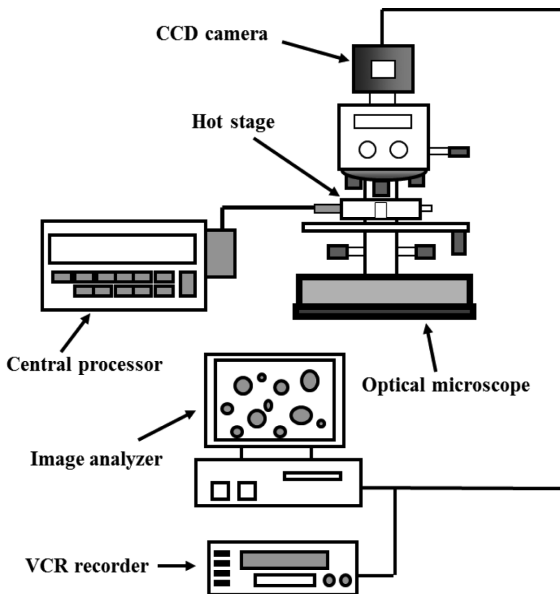 CCD camera
Hot stage
Central processor
Optical microscope
Image analyzer
VCR recorder